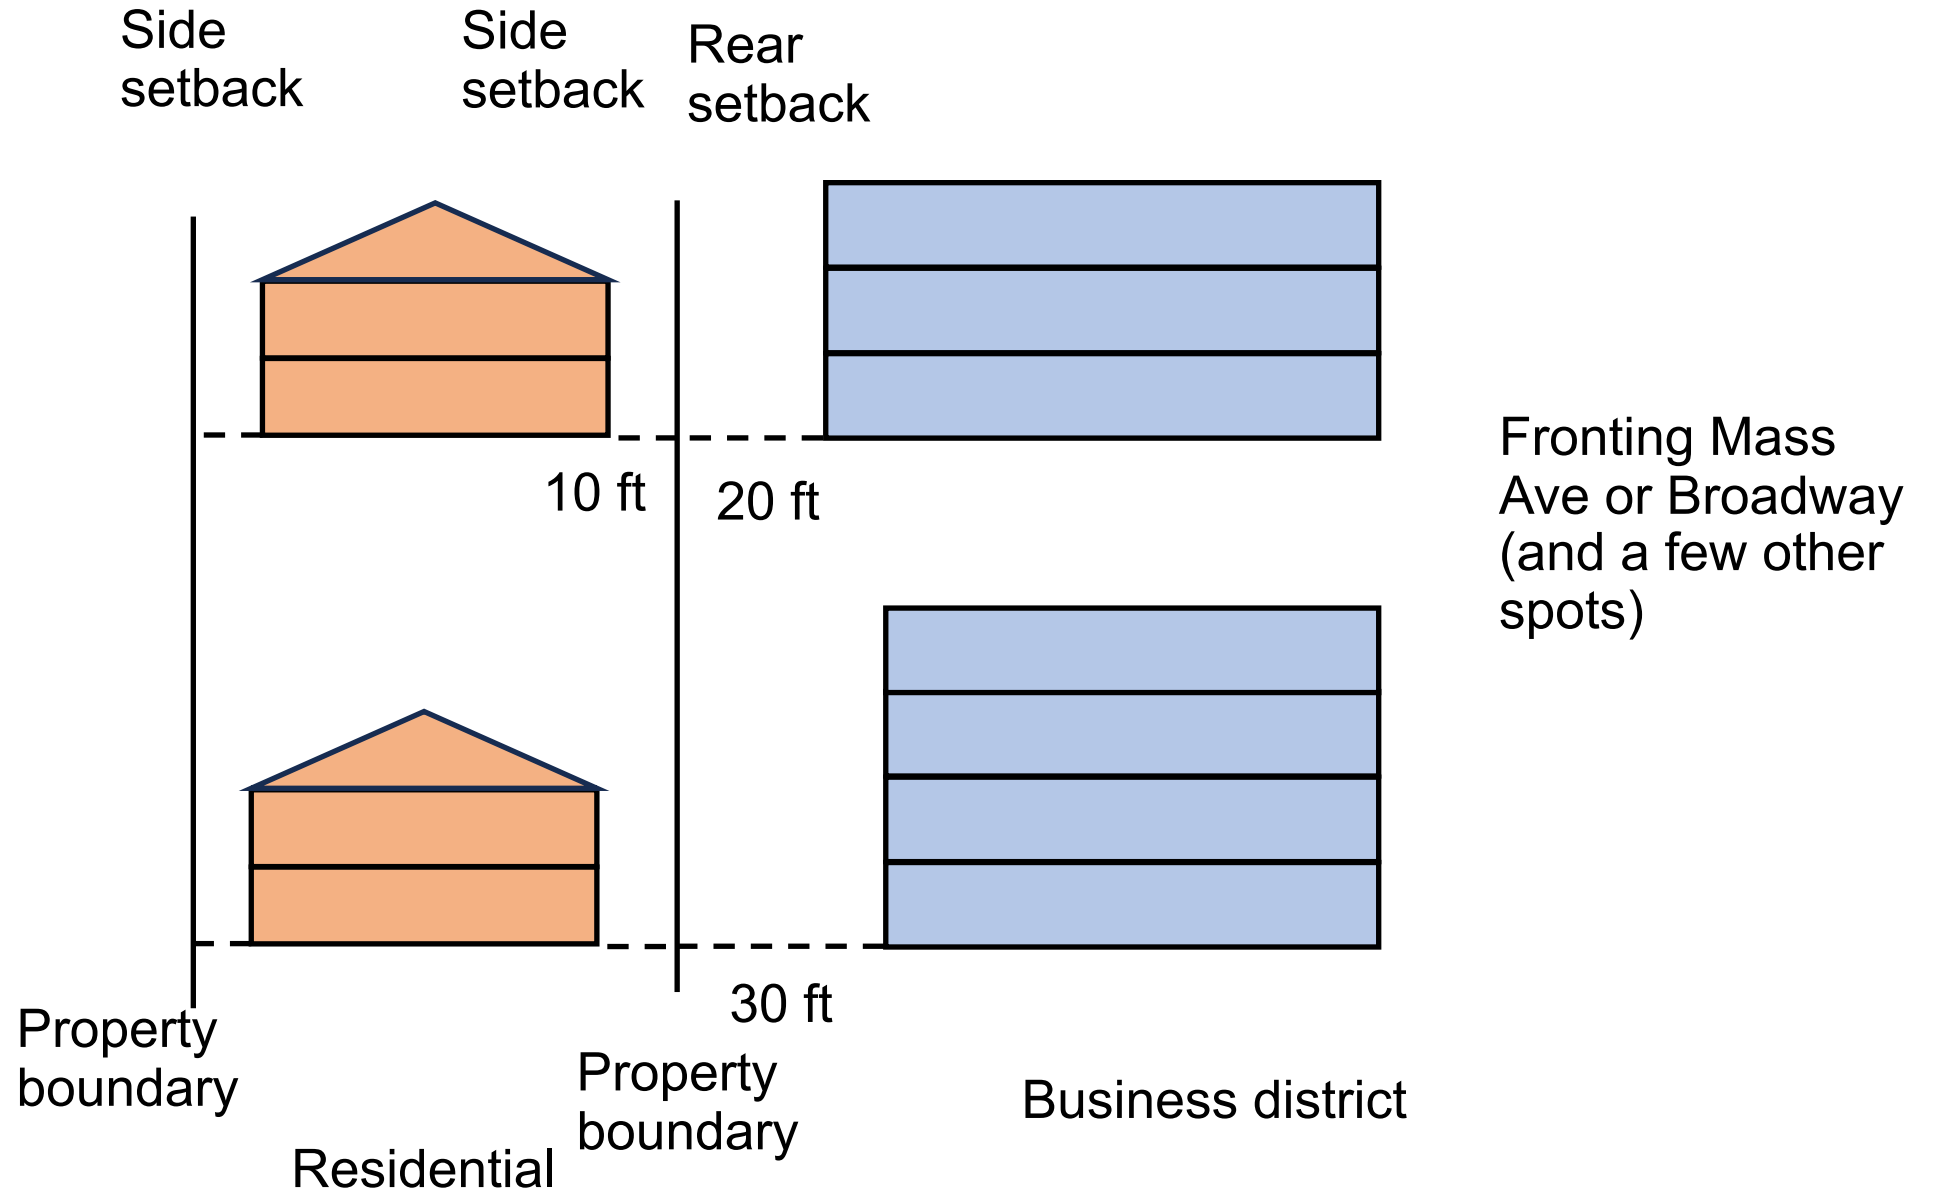 Side
setback
Side
setback
Rear
setback
10 ft
20 ft
Fronting Mass
Ave or Broadway
(and a few other
spots)
30 ft
Property
boundary
Property
boundary
Business district
Residential